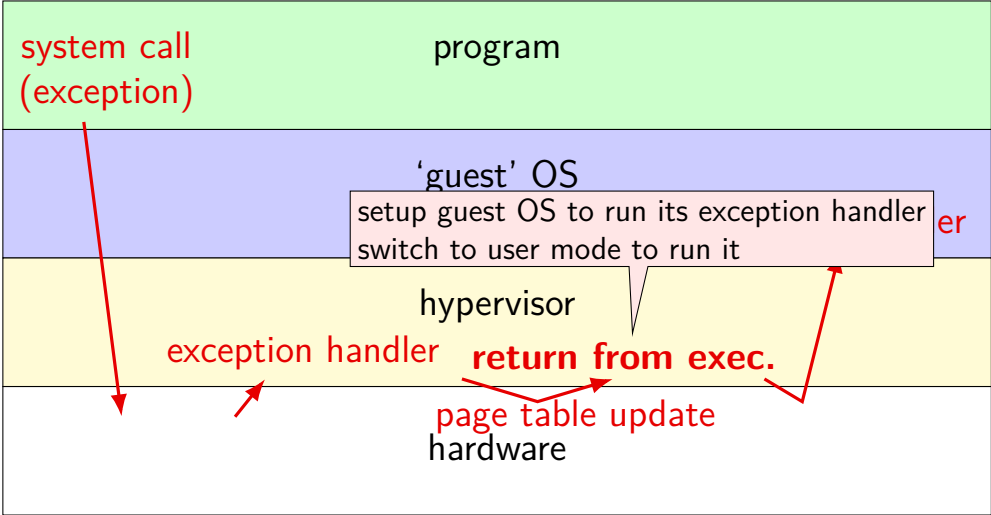 system call
(exception)
program
‘guest’ OS
setup guest OS to run its exception handler
switch to user mode to run it
er
hypervisor
exception handler
return from exec.
page table update
hardware